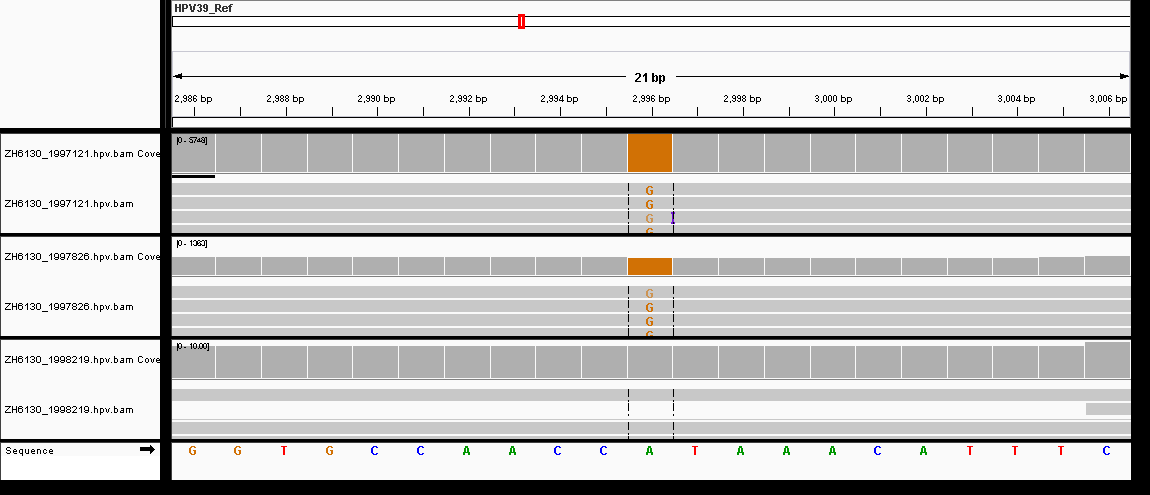 HPV39_Ref
21 bp
2,986 bp 2,988 bp 2,990 bp 2,992 bp 2,994 bp 2,996 bp 2,998 bp 3,000 bp 3,002 bp 3,004 bp 3,006 bp
[0 - 5748]
ZH6130_1997121.hpv.bam Cove
ZH6130_1997121.hpv.bam
G
G
G I
G
[0 - 1363]
ZH6130_1997826.hpv.bam Cove
ZH6130_1997826.hpv.bam
G
G
G
G
[0 - 10.00]
ZH6130_1998219.hpv.bam Cove
ZH6130_1998219.hpv.bam
Sequence G G T G C C A A C C A T A A A C A T T T C